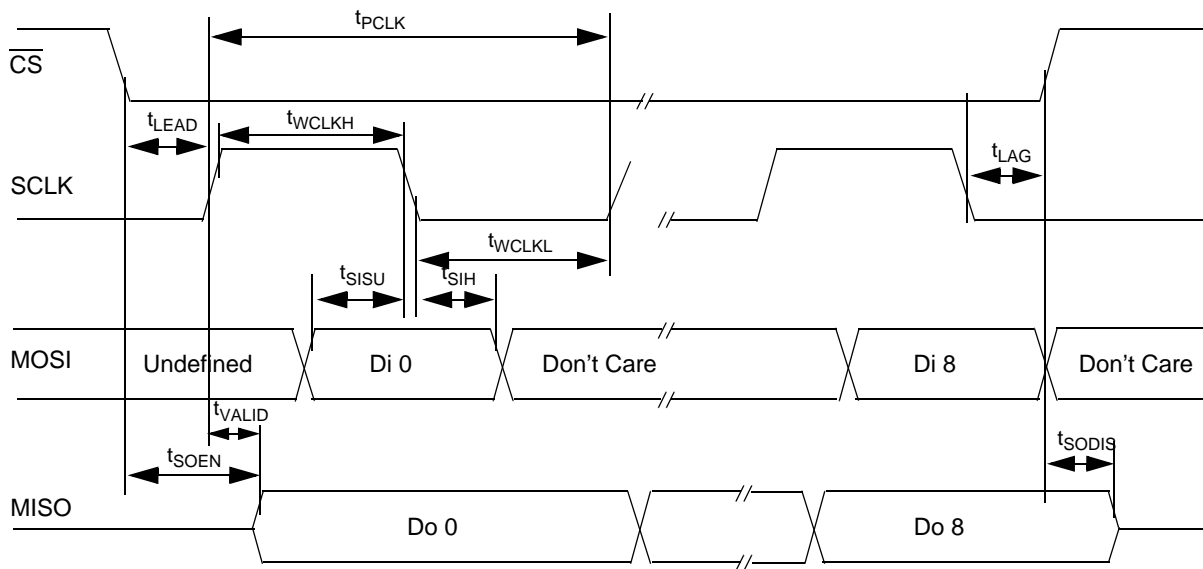 tPCLK
CS
tLEAD
tWCLKH
tLAG
SCLK
tWCLKL
tSISU
tSIH
MOSI
Undefined
Di 0
Don't Care
Di 8
Don't Care
tVALID
tSOEN
tSODIS
MISO
Do 0
Do 8